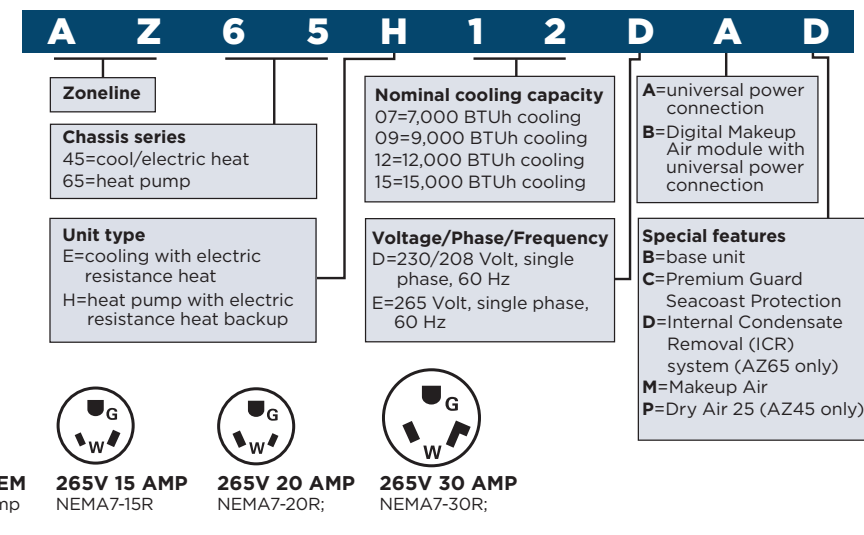 A Z 6 5 H 1 2 D A D
Zoneline
Chassis series
45=cool/electric heat
65=heat pump
Unit type
E=cooling with electric
resistance heat
H=heat pump with electric
resistance heat backup
Nominal cooling capacity
07=7,000 BTUh cooling
09=9,000 BTUh cooling
12=12,000 BTUh cooling
15=15,000 BTUh cooling
Voltage/Phase/Frequency
D=230/208 Volt, single
phase, 60 Hz
E=265 Volt, single phase,
60 Hz
A=universal power
connection
B=Digital Makeup
Air module with
universal power
connection
Special features
B=base unit
C=Premium Guard
Seacoast Protection
D=Internal Condensate
Removal (ICR)
system (AZ65 only)
M=Makeup Air
P=Dry Air 25 (AZ45 only)
G
W
G
W
G
W
EM
mp
265V 15 AMP
NEMA7-15R
265V 20 AMP
NEMA7-20R;
265V 30 AMP
NEMA7-30R;